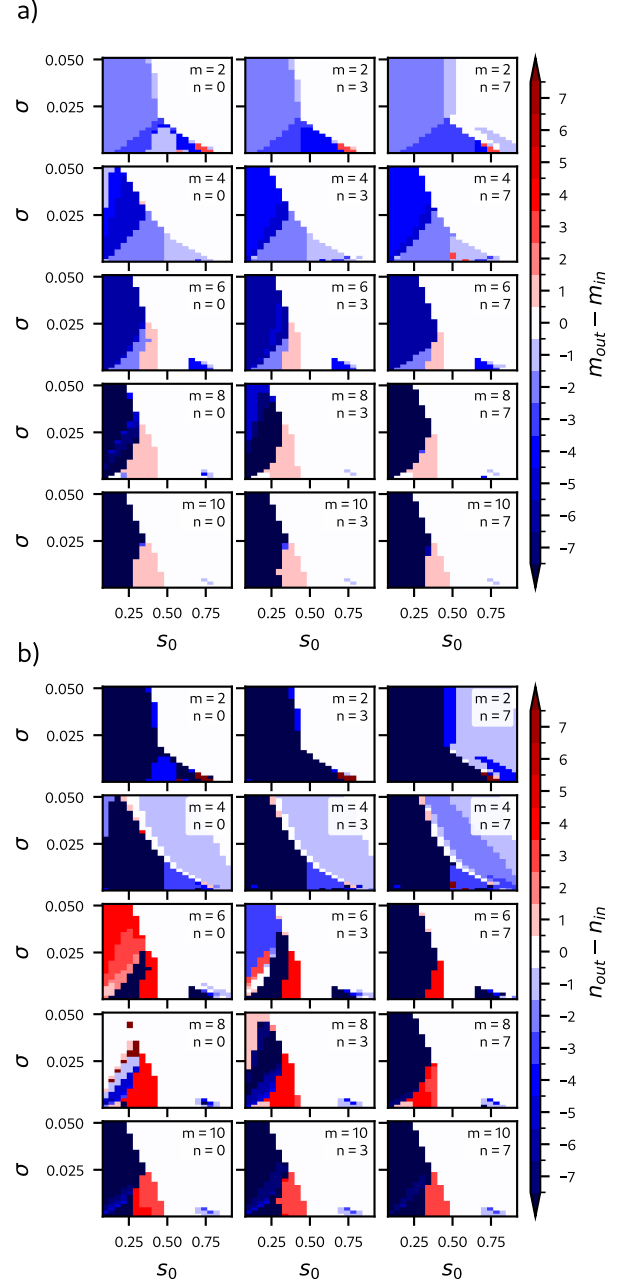 a)
0.050
0.025
σ
m = 2
n = 0
m = 2
n = 3
m = 2
n = 7
0.050
0.025
σ
m = 4
n = 0
m = 4
n = 3
m = 4
n = 7
0.050
0.025
σ
m = 6
n = 0
m = 6
n = 3
m = 6
n = 7
0.050
0.025
σ
m = 8
n = 0
m = 8
n = 3
m = 8
n = 7
0.050
0.025
σ
m = 10
n = 0
m = 10
n = 3
m = 10
n = 7
0.25 0.50 0.75
0.25 0.50 0.75
0.25 0.50 0.75
s0
s0
s0
7
6
5
4
3
2
1
0
−1
−2
−3
−4
−5
−6
−7
mout − min
b)
0.050
0.025
σ
m = 2
n = 0
m = 2
n = 3
m = 2
n = 7
0.050
0.025
σ
m = 4
n = 0
m = 4
n = 3
m = 4
n = 7
0.050
0.025
σ
m = 6
n = 0
m = 6
n = 3
m = 6
n = 7
0.050
0.025
σ
m = 8
n = 0
m = 8
n = 3
m = 8
n = 7
0.050
0.025
σ
m = 10
n = 0
m = 10
n = 3
m = 10
n = 7
0.25 0.50 0.75
0.25 0.50 0.75
0.25 0.50 0.75
s0
s0
s0
7
6
5
4
3
2
1
0
−1
−2
−3
−4
−5
−6
−7
nout − nin